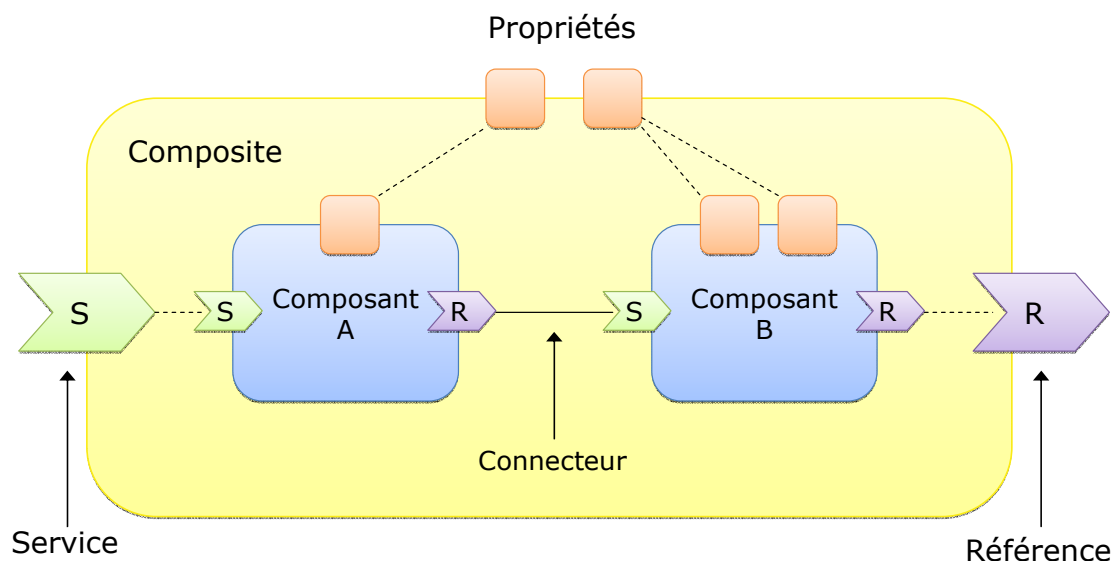 Propriétés
Composite
S
S
Composant
A
R
S
Composant
B
R
R
Connecteur
Service
Référence